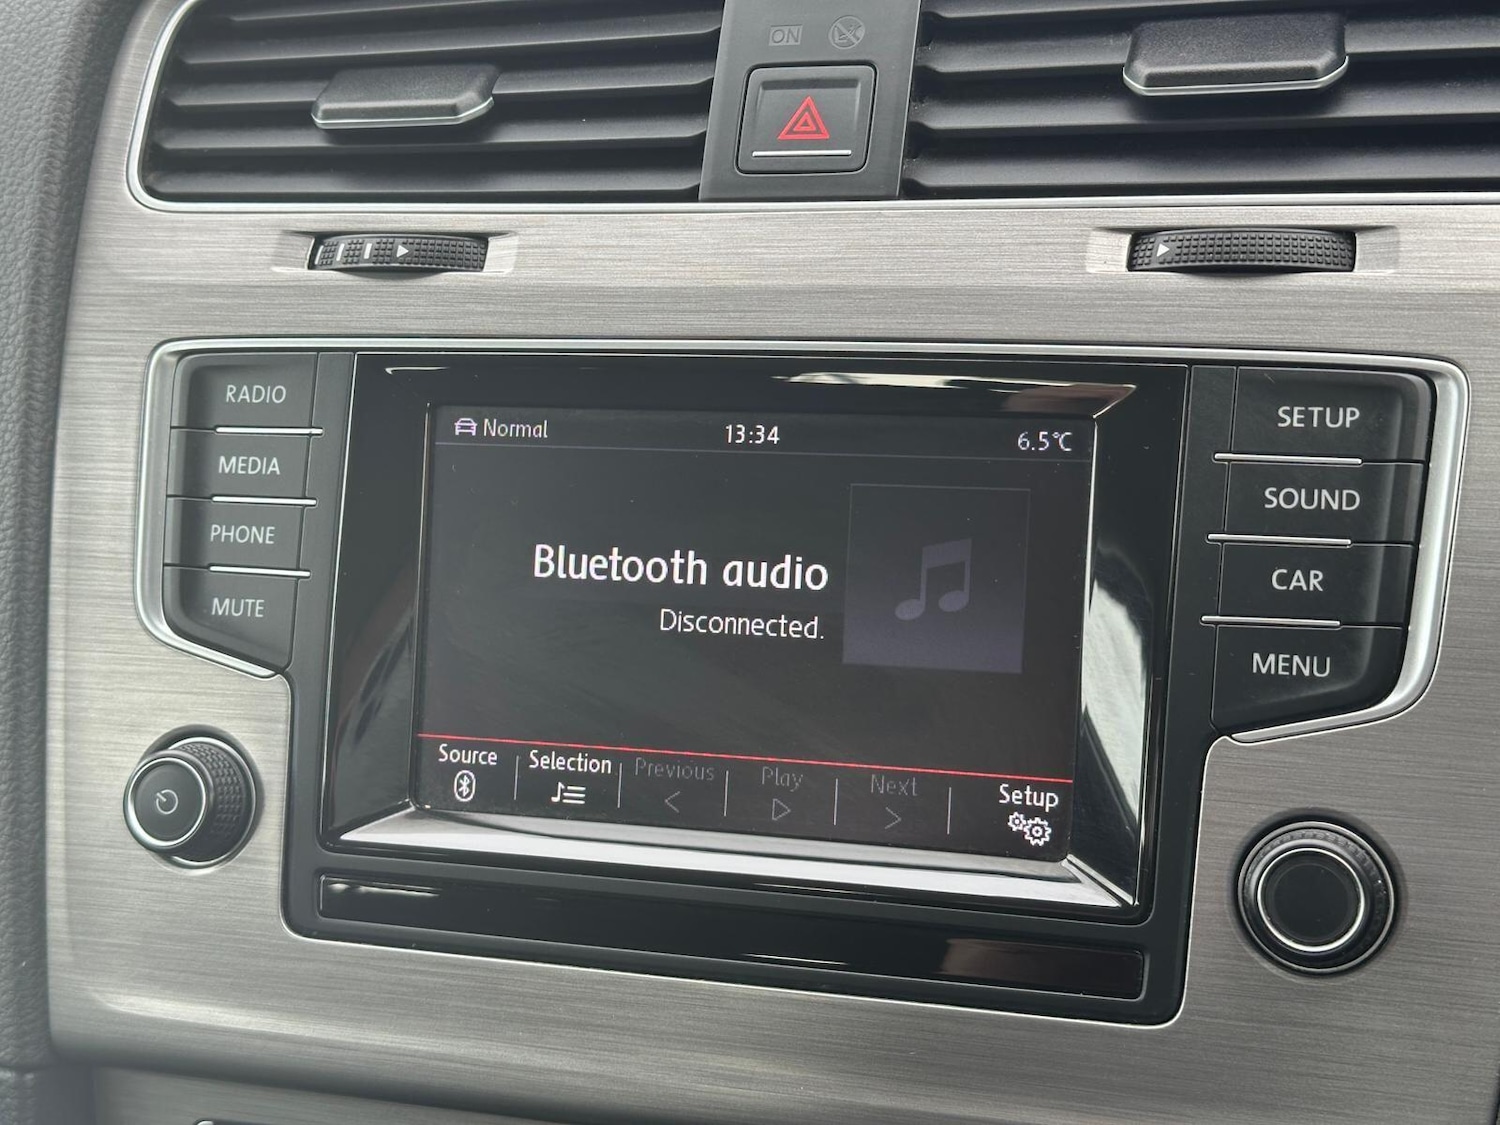 ON
RADIO
MEDIA
PHONE
MUTE
Normal 13:34 6.5°C
Bluetooth audio
Disconnected.
Source Selection Previous Play Next Setup
SETUP
SOUND
CAR
MENU